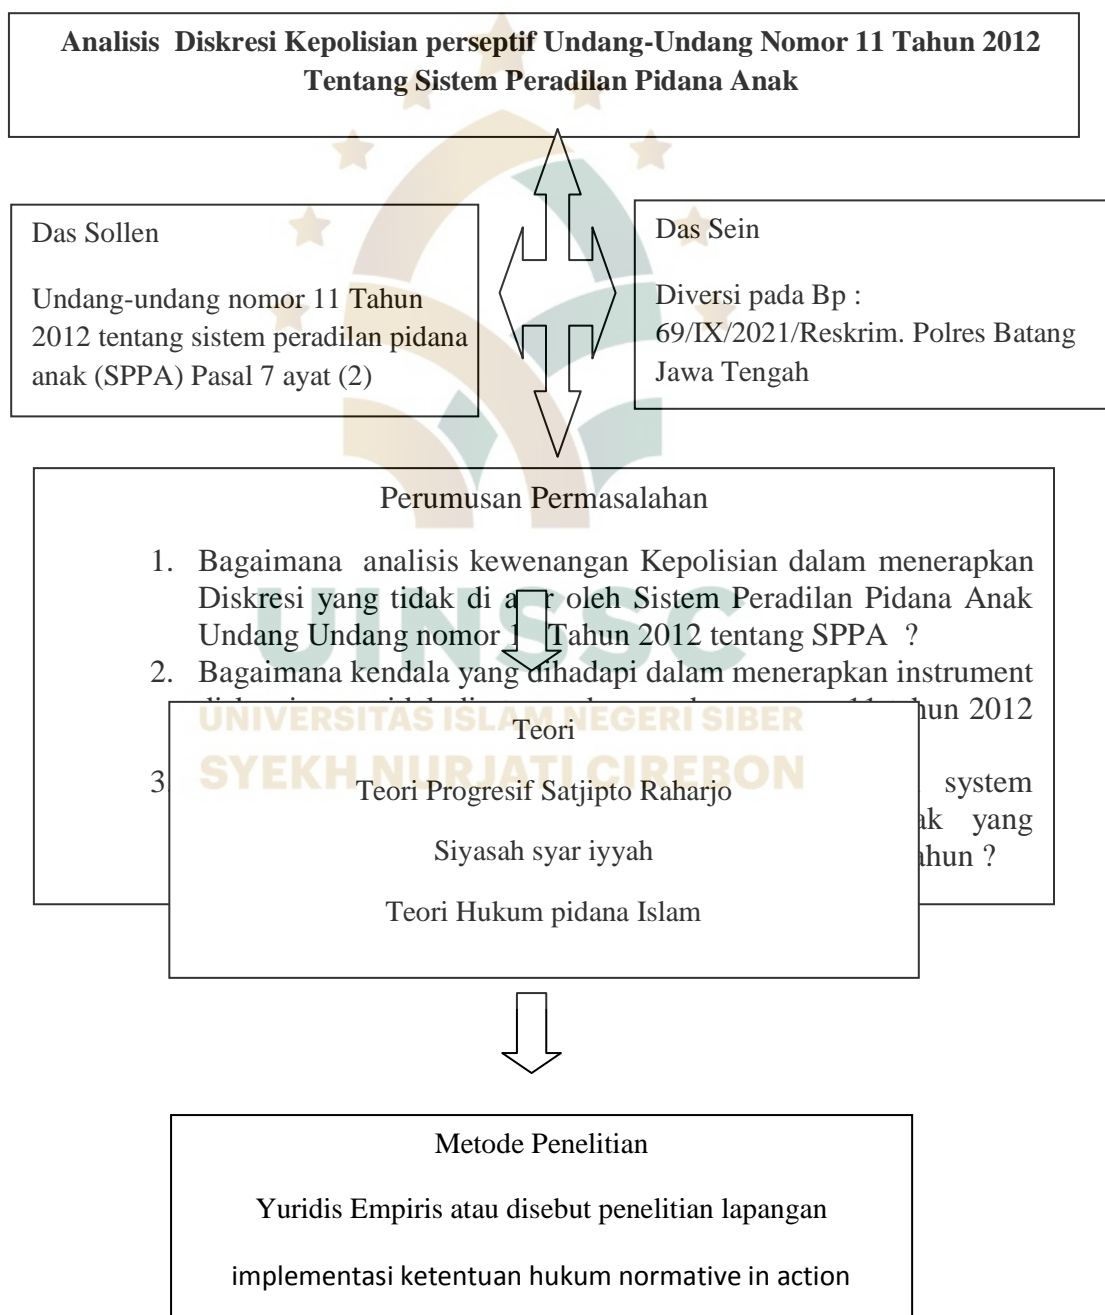 Analisis Diskresi Kepolisian perseptif Undang-Undang Nomor 11 Tahun 2012
Tentang Sistem Peradilan Pidana Anak
Das Sollen
Undang-undang nomor 11 Tahun
2012 tentang sistem peradilan pidana
anak (SPPA) Pasal 7 ayat (2)
Das Sein
Diversi pada Bp :
69/IX/2021/Reskrim. Polres Batang
Jawa Tengah
Perumusan Permasalahan
1. Bagaimana analisis kewenangan Kepolisian dalam menerapkan
Diskresi yang tidak di oleh Sistem Peradilan Pidana Anak
Undang Undang nomor Tahun 2012 tentang SPPA ?
2. Bagaimana kendala yang dihadapi dalam menerapkan instrument
2012
3. system
yang
?
Teori
Teori Progresif Satjipto Raharjo
Siyasah syar iyyah
Teori Hukum pidana Islam
UINSSC
UNIVERSITAS ISLAM NEGERI SIBER
SYEKH NURJATI CIREBON
Metode Penelitian
Yuridis Empiris atau disebut penelitian lapangan
implementasi ketentuan hukum normative in action